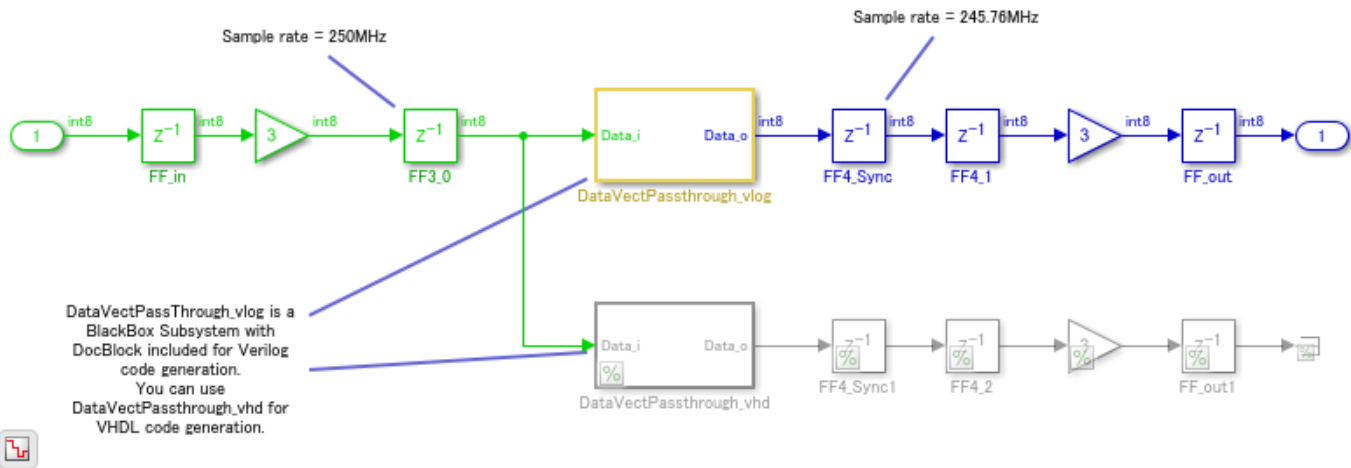 Sample rate = 245.76MHz
Sample rate = 250MHz
1 int8 z⁻¹ int8 3 int8 z⁻¹ int8 Data_i Data_o int8 z⁻¹ int8 z⁻¹ int8 3 int8 z⁻¹ int8 1
FF_in FF3_0 FF4_Sync FF4_1 FF_out
DataVectPassthrough_vlog
DataVectPassThrough_vlog is a
BlackBox Subsystem with
DocBlock included for Verilog
code generation.
You can use
DataVectPassthrough_vhd for
VHDL code generation.
Data_i Data_o z⁻¹ z⁻¹ 3 z⁻¹
% % % % % %
FF4_Sync1 FF4_2 FF_out1
DataVectPassthrough_vhd